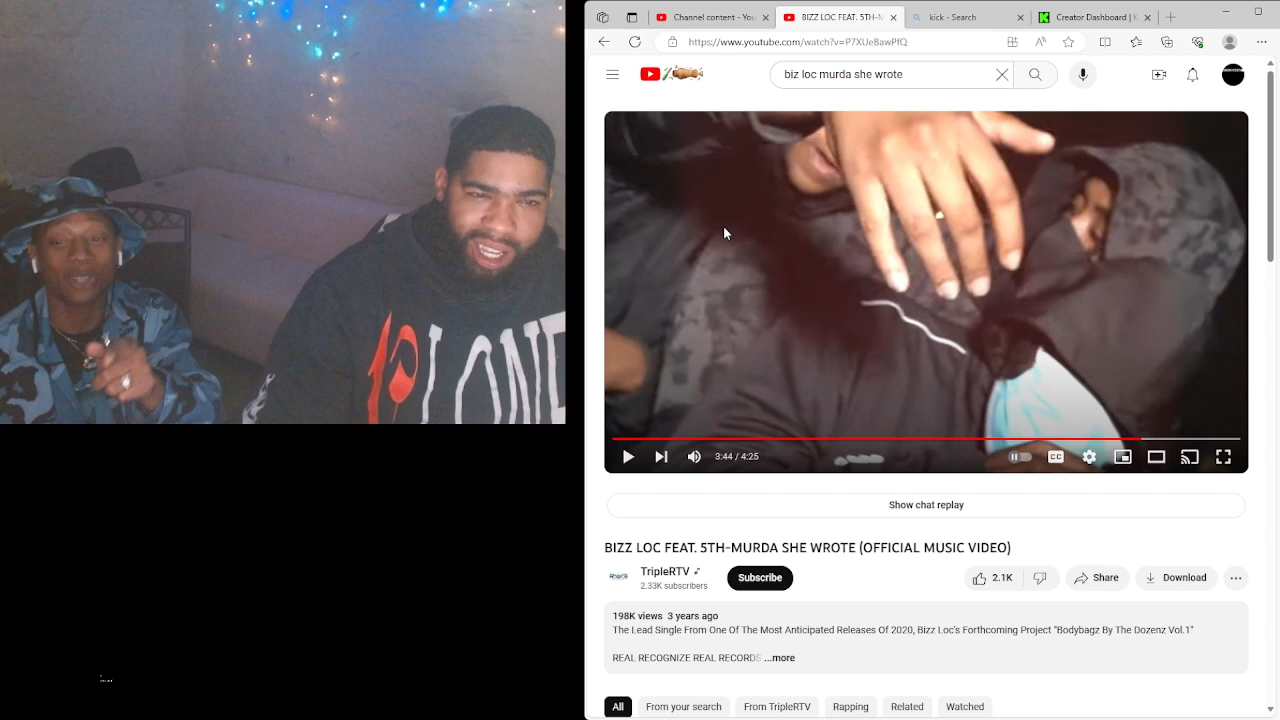 Channel content - You
BIZZ LOC FEAT. 5TH-M
kick - Search
Creator Dashboard | K
https://www.youtube.com/watch?v=P7XUeBawPfQ
biz loc murda she wrote
LONE
3:44 / 4:25
CC
Show chat replay
BIZZ LOC FEAT. 5TH-MURDA SHE WROTE (OFFICIAL MUSIC VIDEO)
TripleRTV
2.33K subscribers
Subscribe
2.1K
Share
Download
198K views 3 years ago
The Lead Single From One Of The Most Anticipated Releases Of 2020, Bizz Loc's Forthcoming Project "Bodybagz By The Dozenz Vol.1"
REAL RECOGNIZE REAL RECORDS ...more
All
From your search
From TripleRTV
Rapping
Related
Watched